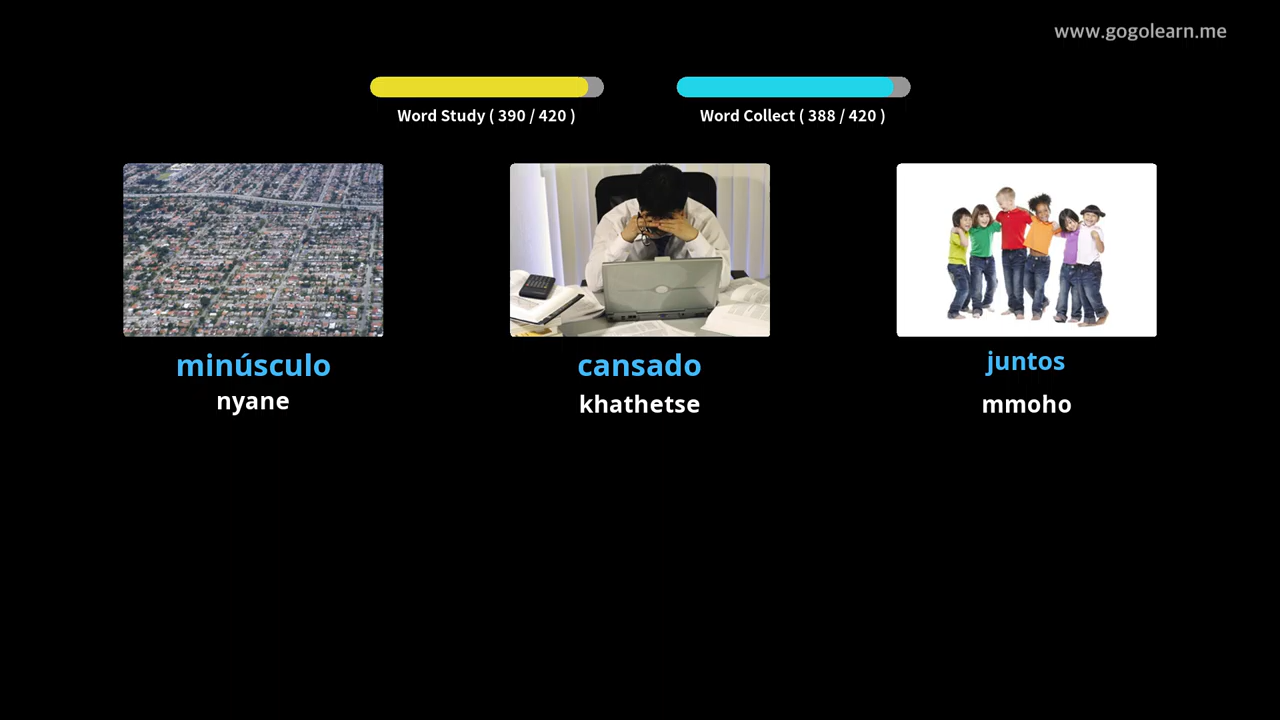 www.gogolearn.me
Word Study ( 390 / 420 )
Word Collect ( 388 / 420 )
minúsculo
nyane
cansado
khathetse
juntos
mmoho